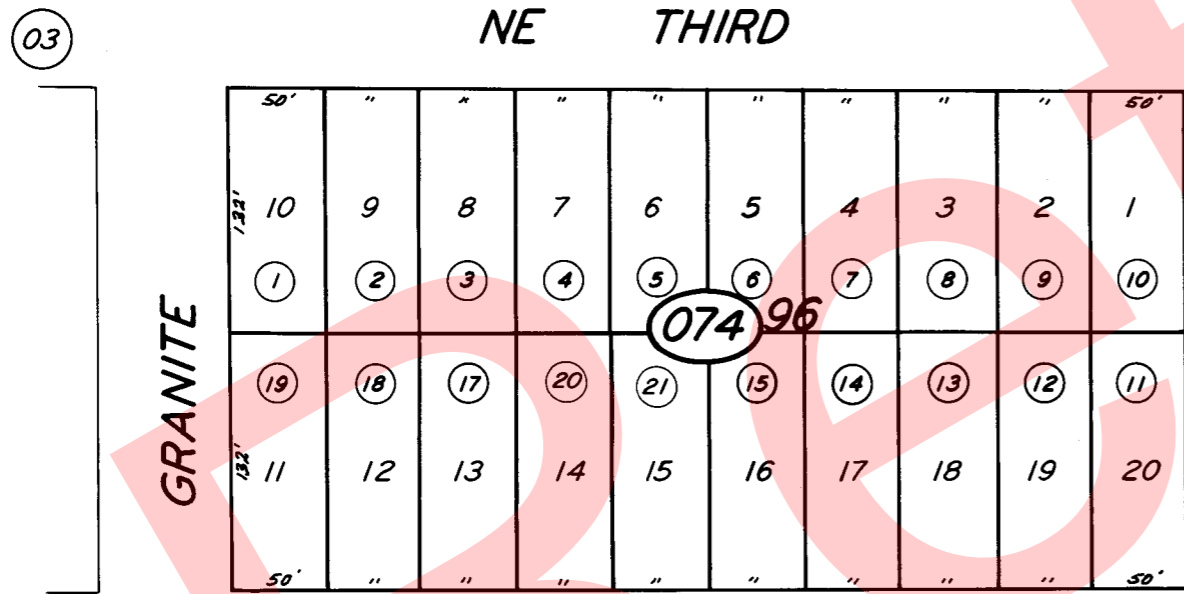 03 NE THIRD
50' " " " " " " " " 50'
132' 10 9 8 7 6 5 4 3 2 1
1 2 3 4 5 6 7 8 9 10
074 96
GRANITE
19 18 17 20 21 15 14 13 12 11
132' 11 12 13 14 15 16 17 18 19 20
50' " " " " " " " " 50'